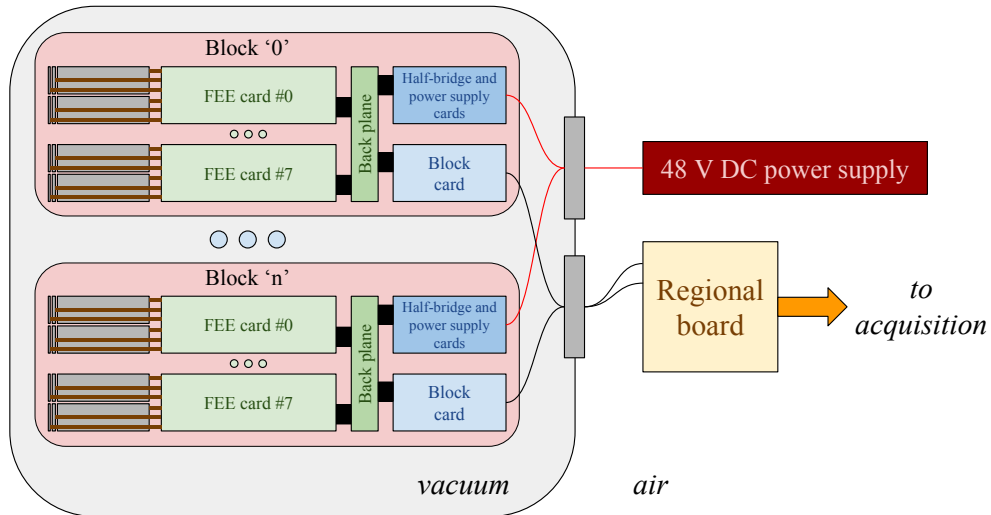 Block ‘0’
FEE card #0
Back plane
Half-bridge and
power supply
cards
FEE card #7
Block
card
48 V DC power supply
Block ‘n’
FEE card #0
Back plane
Half-bridge and
power supply
cards
FEE card #7
Block
card
Regional
board
to
acquisition
vacuum
air